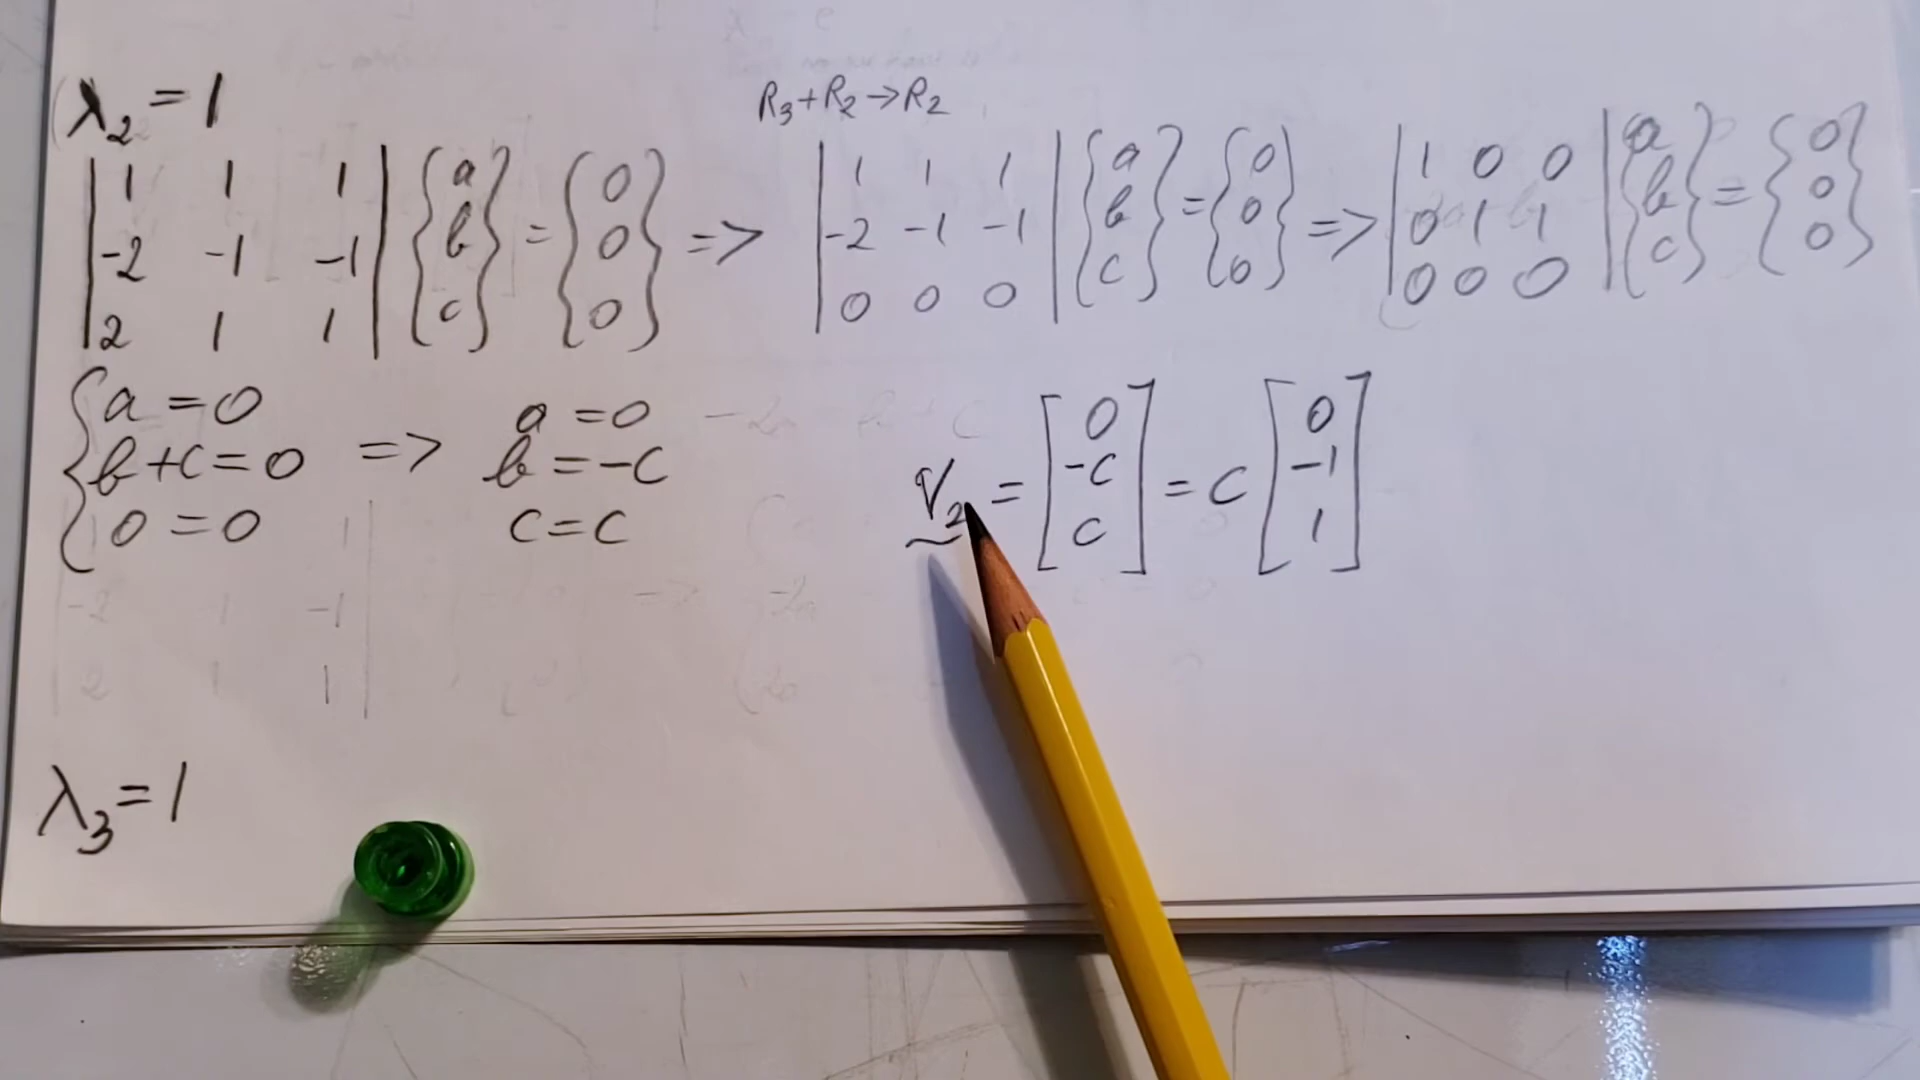 λ₂ = 1
R₃ + R₂ → R₂
| 1 1 1 | { a } = { 0 } => | 1 1 1 | { a } = { 0 } => | 1 0 0 | { a } = { 0 }
| -2 -1 -1 | { b } = { 0 } | -2 -1 -1 | { b } = { 0 } | 0 1 1 | { b } = { 0 }
| 2 1 1 | { c } { 0 } | 0 0 0 | { c } { 0 } | 0 0 0 | { c } { 0 }
{ a = 0 a = 0 [ 0 ] [ 0 ]
{ b + c = 0 => b = -c V₂ = [ -c ] = c [ -1 ]
{ 0 = 0 c = c [ c ] [ 1 ]
λ₃ = 1